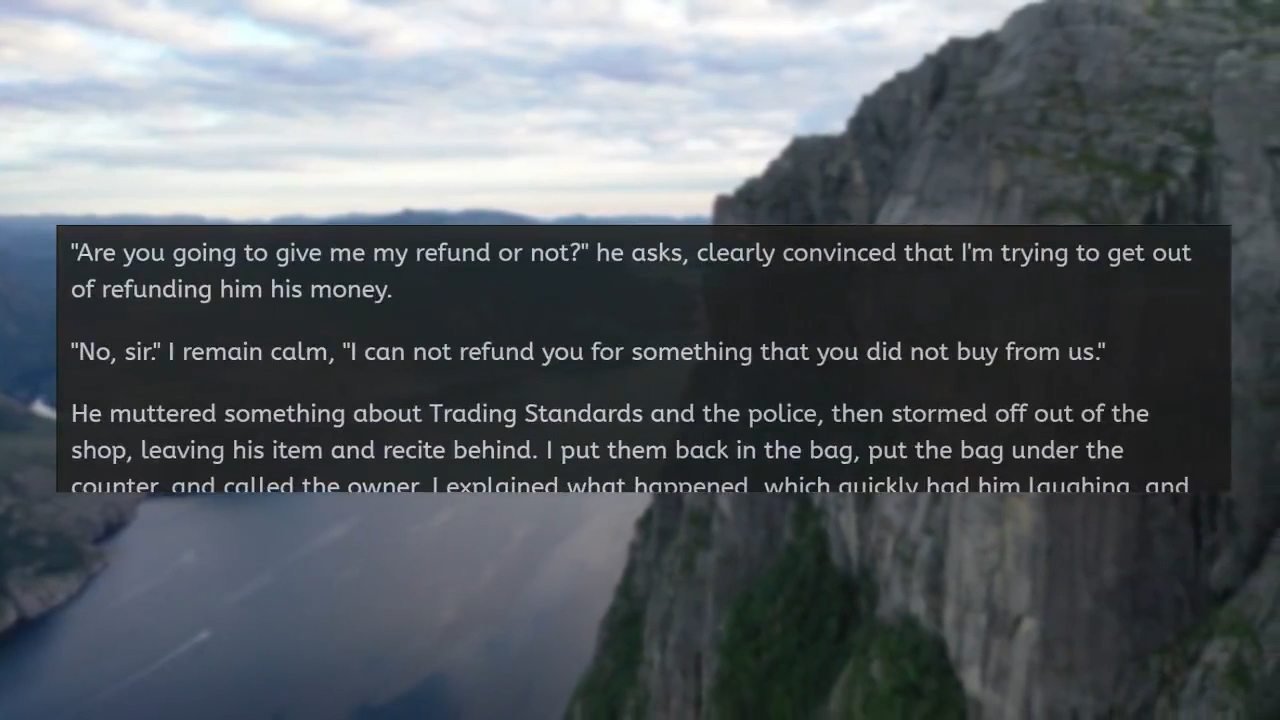 "Are you going to give me my refund or not?" he asks, clearly convinced that I'm trying to get out
of refunding him his money.
"No, sir." I remain calm, "I can not refund you for something that you did not buy from us."
He muttered something about Trading Standards and the police, then stormed off out of the
shop, leaving his item and recite behind. I put them back in the bag, put the bag under the
counter, and called the owner. I explained what happened, which quickly had him laughing, and